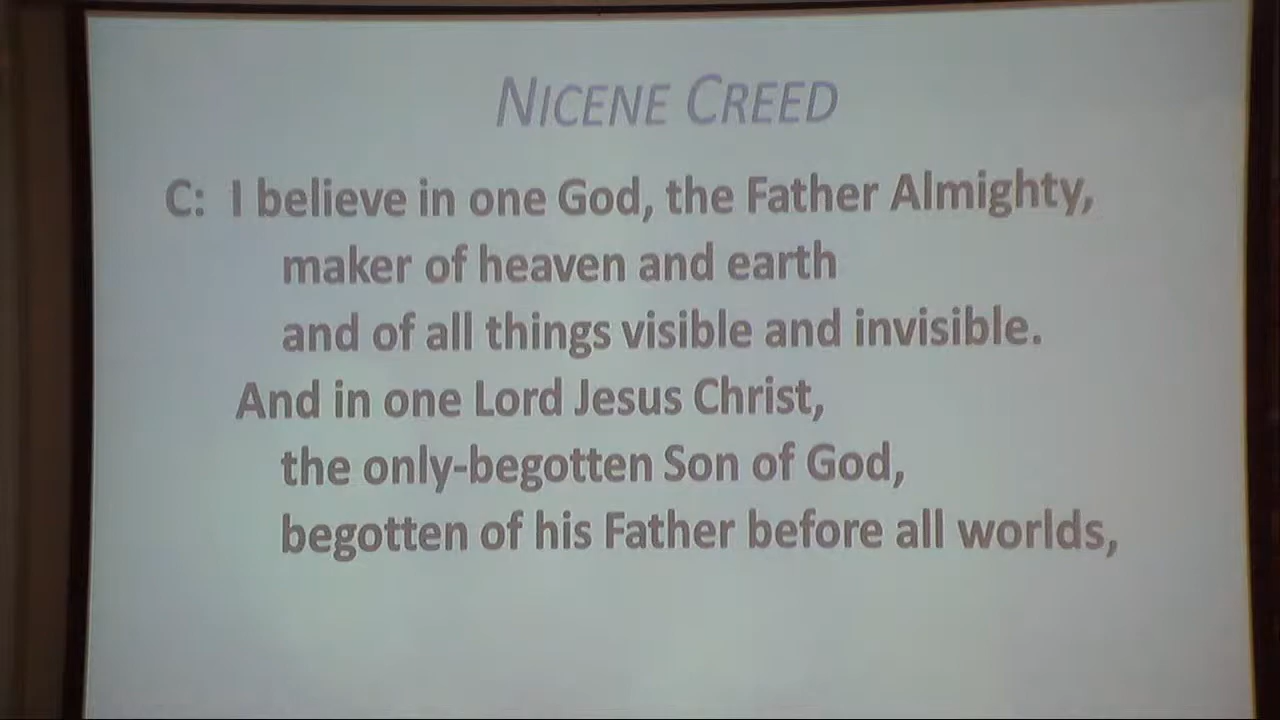 NICENE CREED
C: I believe in one God, the Father Almighty,
maker of heaven and earth
and of all things visible and invisible.
And in one Lord Jesus Christ,
the only-begotten Son of God,
begotten of his Father before all worlds,